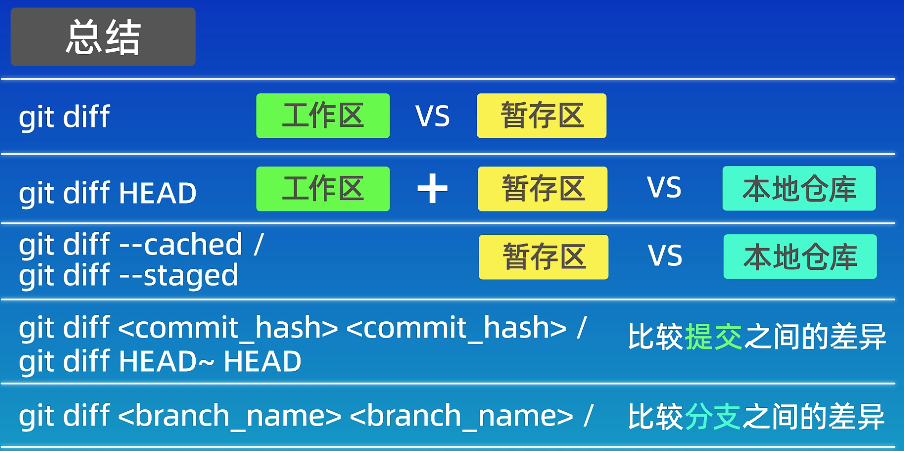 总结
git diff 工作区 VS 暂存区
git diff HEAD 工作区 + 暂存区 VS 本地仓库
git diff --cached /
git diff --staged 暂存区 VS 本地仓库
git diff <commit_hash> <commit_hash> /
git diff HEAD~ HEAD 比较提交之间的差异
git diff <branch_name> <branch_name> / 比较分支之间的差异